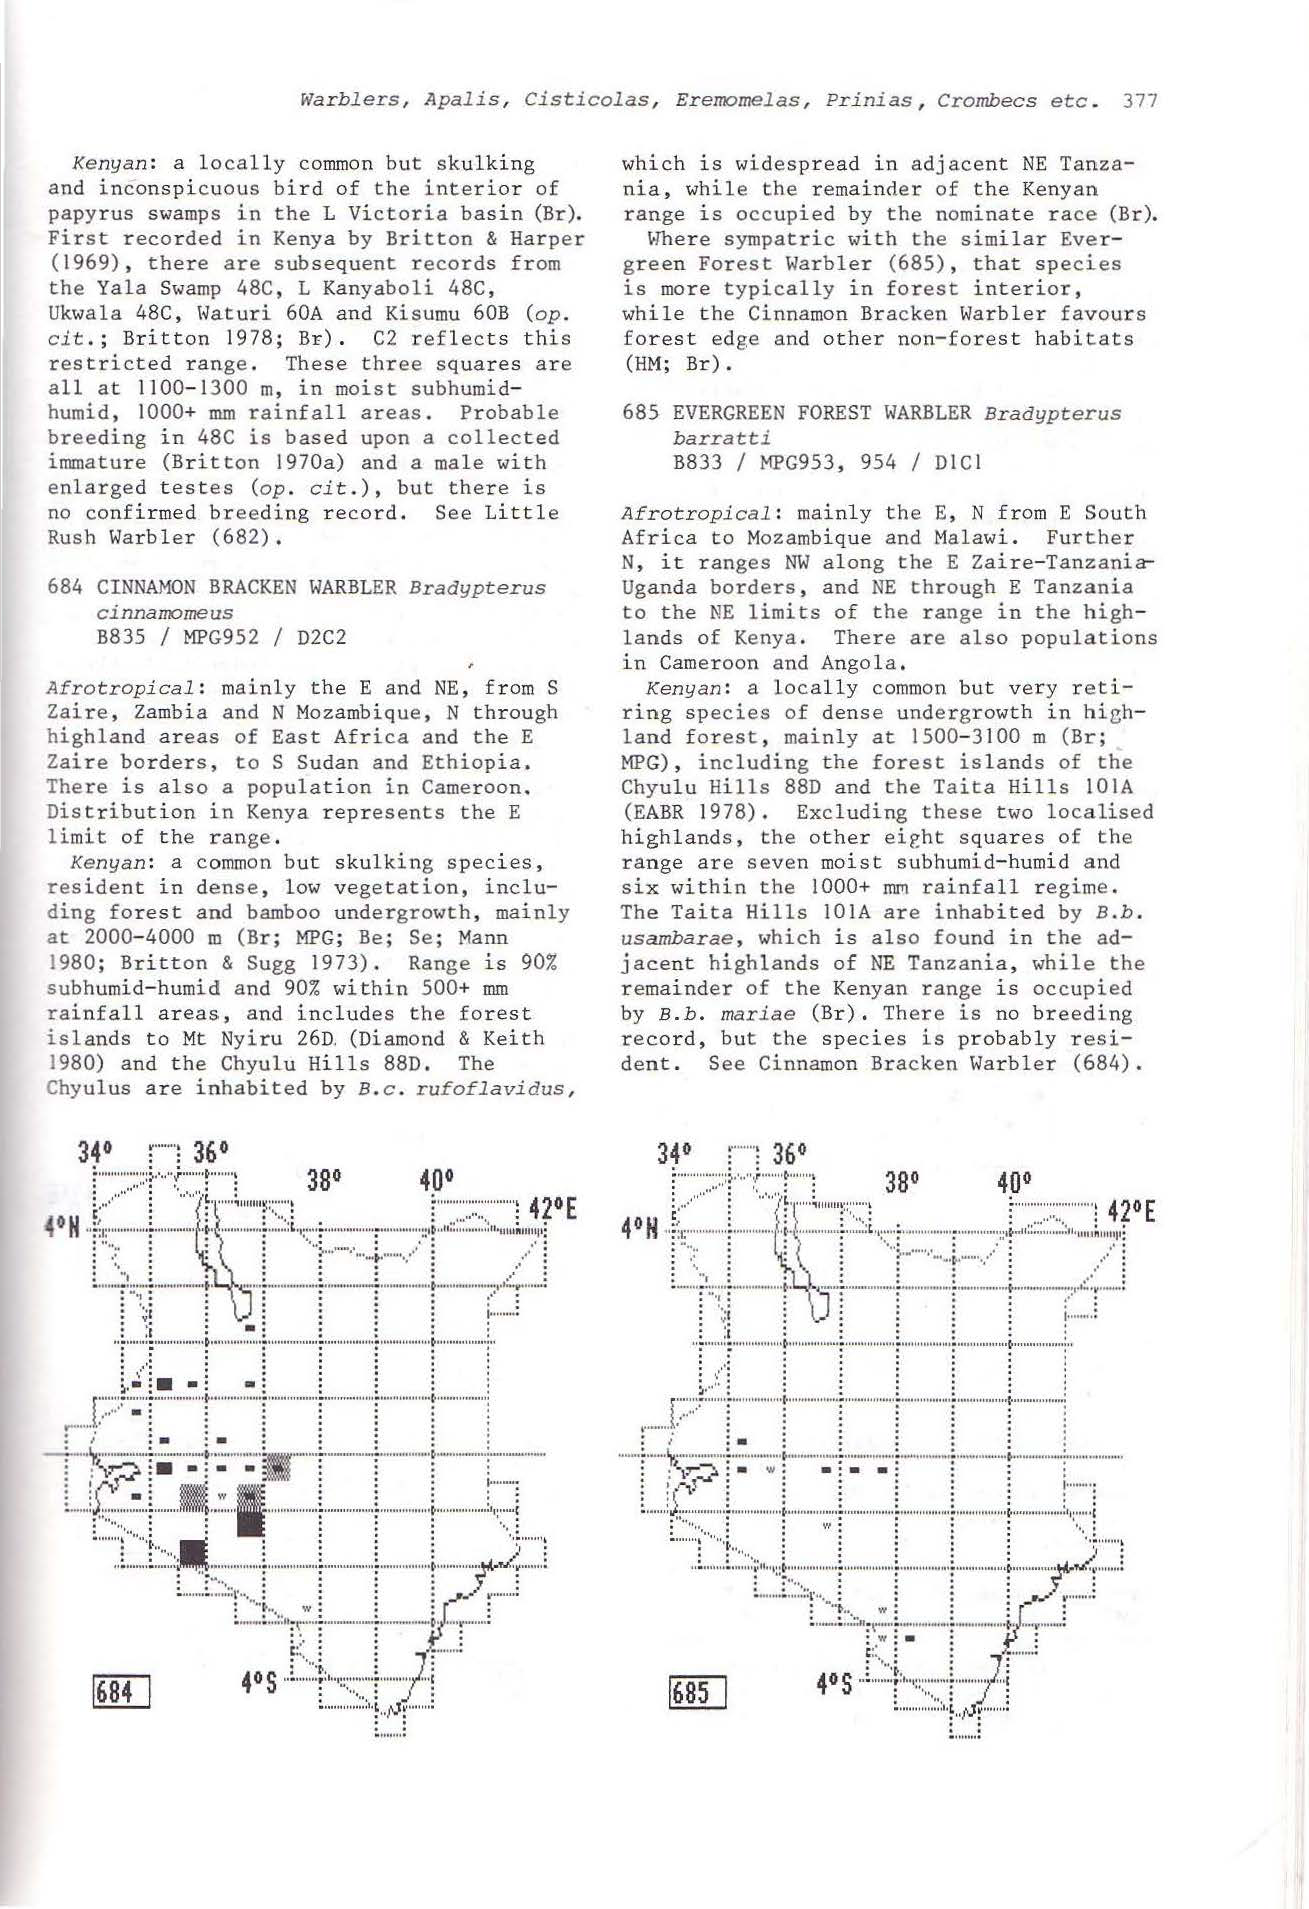 Warblers, Apalis, Cisticolas, Eremomelas, Prinias, Crombecs etc. 377
Kenyan: a locally common but skulking
and inconspicuous bird of the interior of
papyrus swamps in the L Victoria basin (Br).
First recorded in Kenya by Britton & Harper
(1969), there are subsequent records from
the Yala Swamp 48C, L Kanyaboli 48C,
Ukwala 48C, Waturi 60A and Kisumu 60B (op.
cit.; Britton 1978; Br). C2 reflects this
restricted range. These three squares are
all at 1100-1300 m, in moist subhumid-
humid, 1000+ mm rainfall areas. Probable
breeding in 48C is based upon a collected
immature (Britton 1970a) and a male with
enlarged testes (op. cit.), but there is
no confirmed breeding record. See Little
Rush Warbler (682).
684 CINNAMON BRACKEN WARBLER Bradypterus
cinnamomeus
B835 / MPG952 / D2C2
Afrotropical: mainly the E and NE, from S
Zaire, Zambia and N Mozambique, N through
highland areas of East Africa and the E
Zaire borders, to S Sudan and Ethiopia.
There is also a population in Cameroon.
Distribution in Kenya represents the E
limit of the range.
Kenyan: a common but skulking species,
resident in dense, low vegetation, inclu-
ding forest and bamboo undergrowth, mainly
at 2000-4000 m (Br; MPG; Be; Se; Mann
1980; Britton & Sugg 1973). Range is 90%
subhumid-humid and 90% within 500+ mm
rainfall areas, and includes the forest
islands to Mt Nyiru 26D (Diamond & Keith
1980) and the Chyulu Hills 88D. The
Chyulus are inhabited by B.c. rufoflavidus,
which is widespread in adjacent NE Tanza-
nia, while the remainder of the Kenyan
range is occupied by the nominate race (Br).
Where sympatric with the similar Ever-
green Forest Warbler (685), that species
is more typically in forest interior,
while the Cinnamon Bracken Warbler favours
forest edge and other non-forest habitats
(HM; Br).
685 EVERGREEN FOREST WARBLER Bradypterus
barratti
B833 / MPG953, 954 / D1C1
Afrotropical: mainly the E, N from E South
Africa to Mozambique and Malawi. Further
N, it ranges NW along the E Zaire-Tanzania-
Uganda borders, and NE through E Tanzania
to the NE limits of the range in the high-
lands of Kenya. There are also populations
in Cameroon and Angola.
Kenyan: a locally common but very reti-
ring species of dense undergrowth in high-
land forest, mainly at 1500-3100 m (Br;
MPG), including the forest islands of the
Chyulu Hills 88D and the Taita Hills 101A
(EABR 1978). Excluding these two localised
highlands, the other eight squares of the
range are seven moist subhumid-humid and
six within the 1000+ mm rainfall regime.
The Taita Hills 101A are inhabited by B.b.
usambarae, which is also found in the ad-
jacent highlands of NE Tanzania, while the
remainder of the Kenyan range is occupied
by B.b. mariae (Br). There is no breeding
record, but the species is probably resi-
dent. See Cinnamon Bracken Warbler (684).
34° 36°
38° 40°
42°E
4°N
w
w
684
4°S
34° 36°
38° 40°
42°E
4°N
w
w
w
w
685
4°S